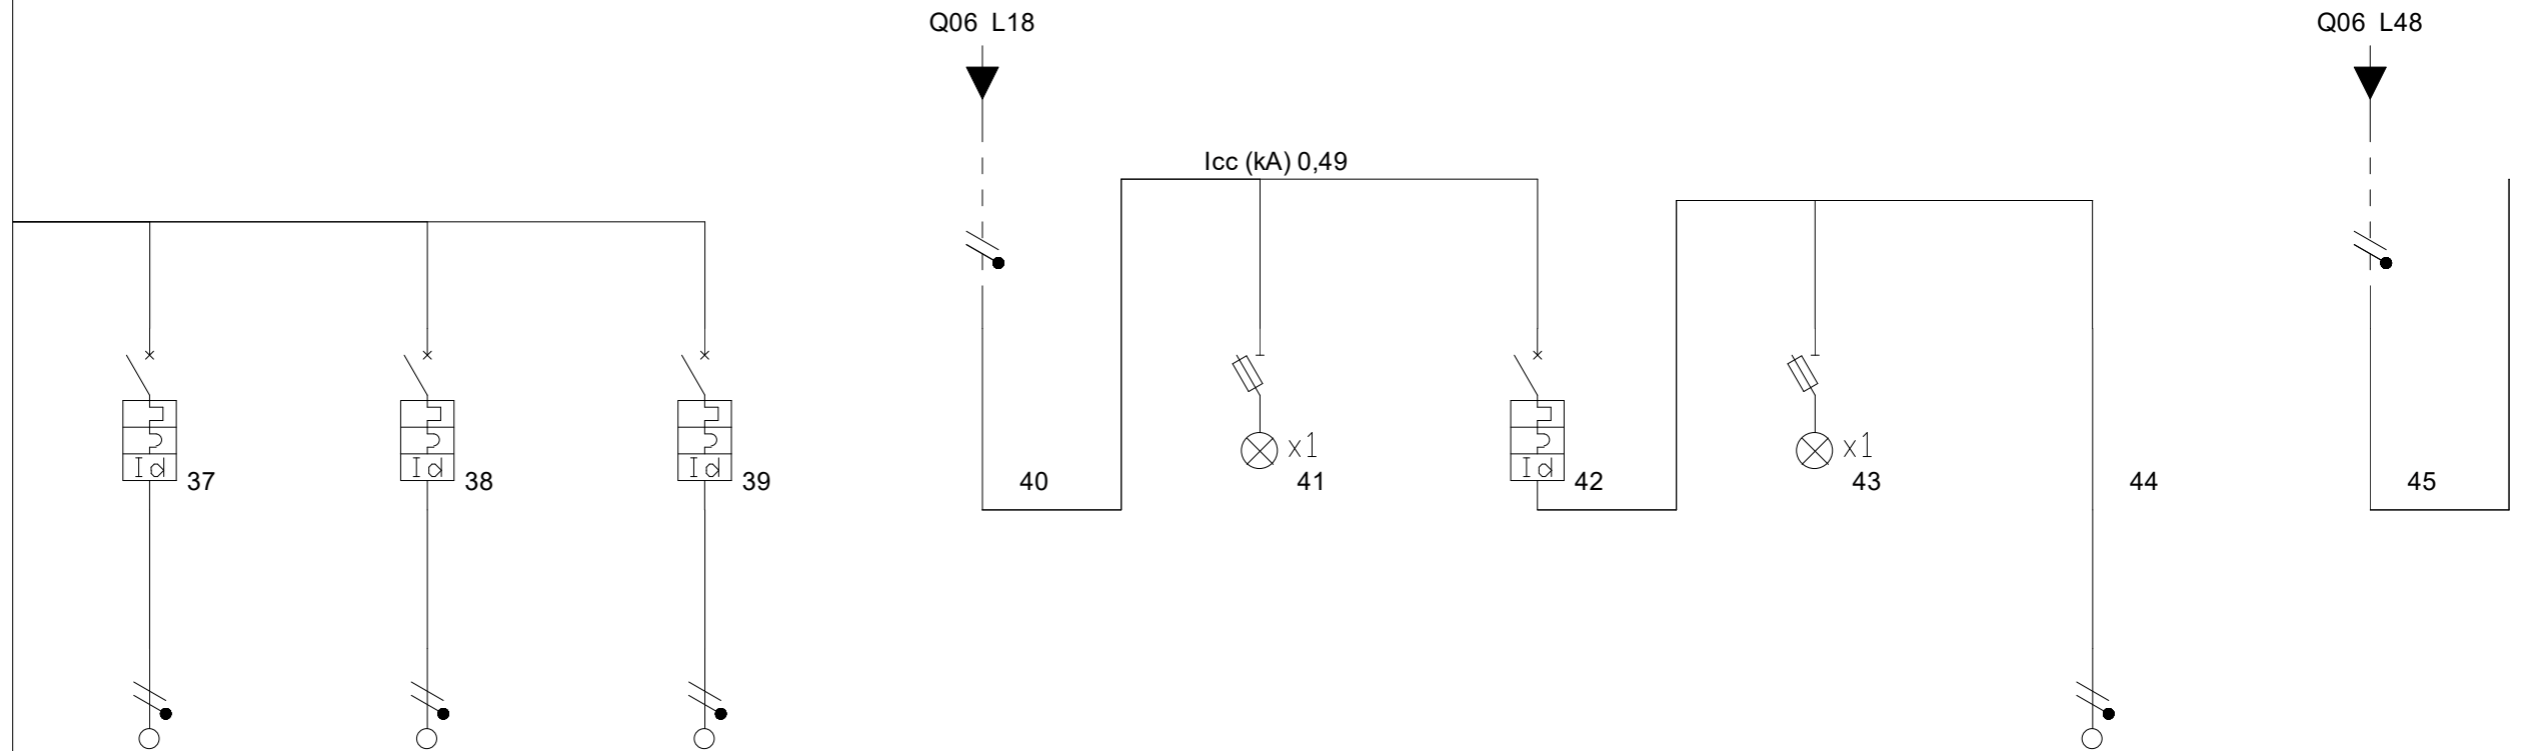 Q06 L18
Q06 L48
Icc (kA) 0,49
x1
x1
Id
37
Id
38
Id
39
40
41
Id
42
43
44
45